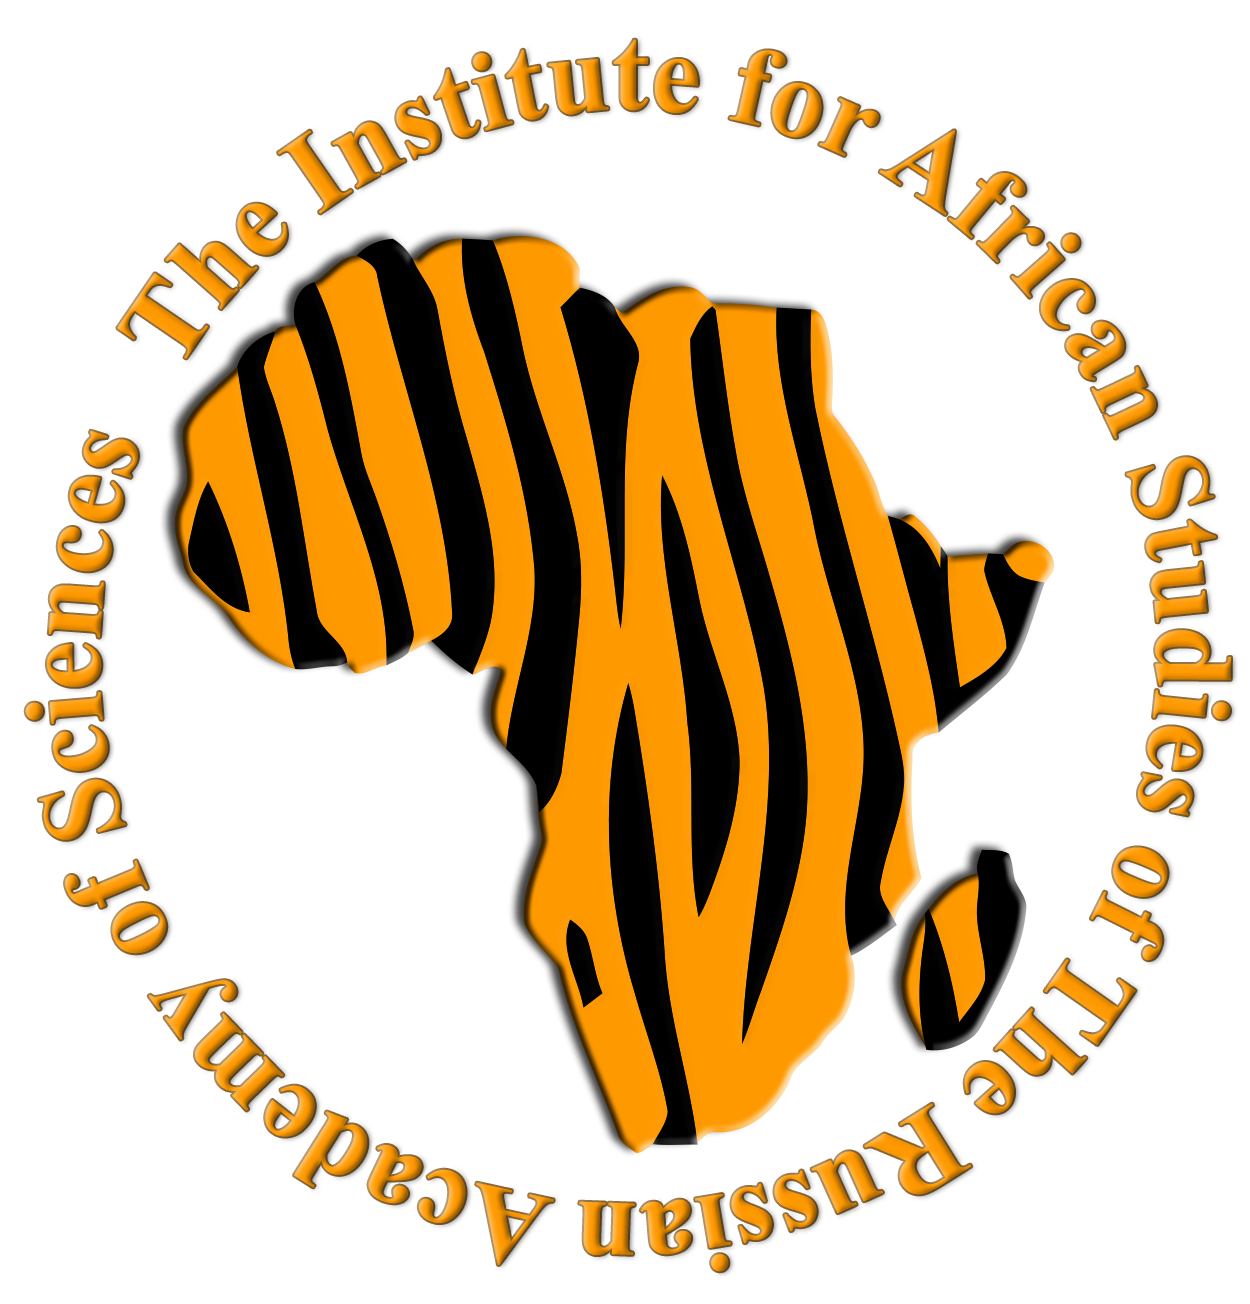 The Institute for African Studies of The Russian Academy of Sciences